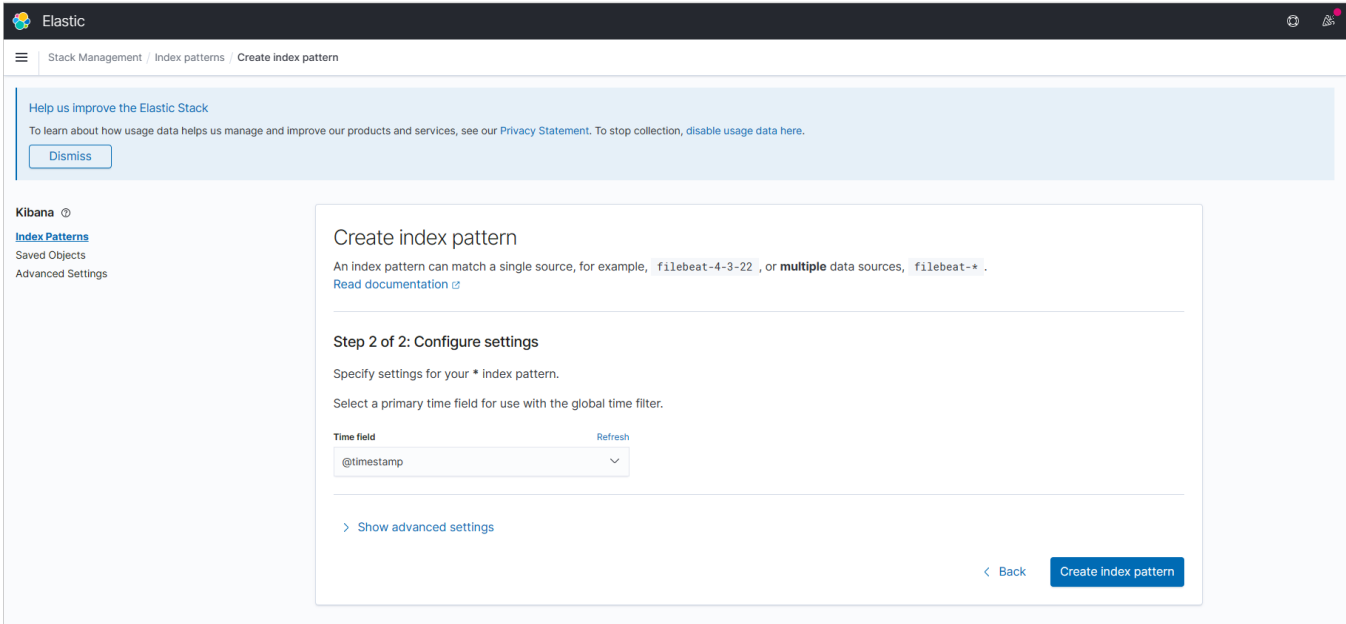 Elastic
Stack Management / Index patterns / Create index pattern
Help us improve the Elastic Stack
To learn about how usage data helps us manage and improve our products and services, see our Privacy Statement. To stop collection, disable usage data here.
Dismiss
Kibana
Index Patterns
Saved Objects
Advanced Settings
Create index pattern
An index pattern can match a single source, for example, filebeat-4-3-22 , or multiple data sources, filebeat-* .
Read documentation
Step 2 of 2: Configure settings
Specify settings for your * index pattern.
Select a primary time field for use with the global time filter.
Time field Refresh
@timestamp
Show advanced settings
Back Create index pattern